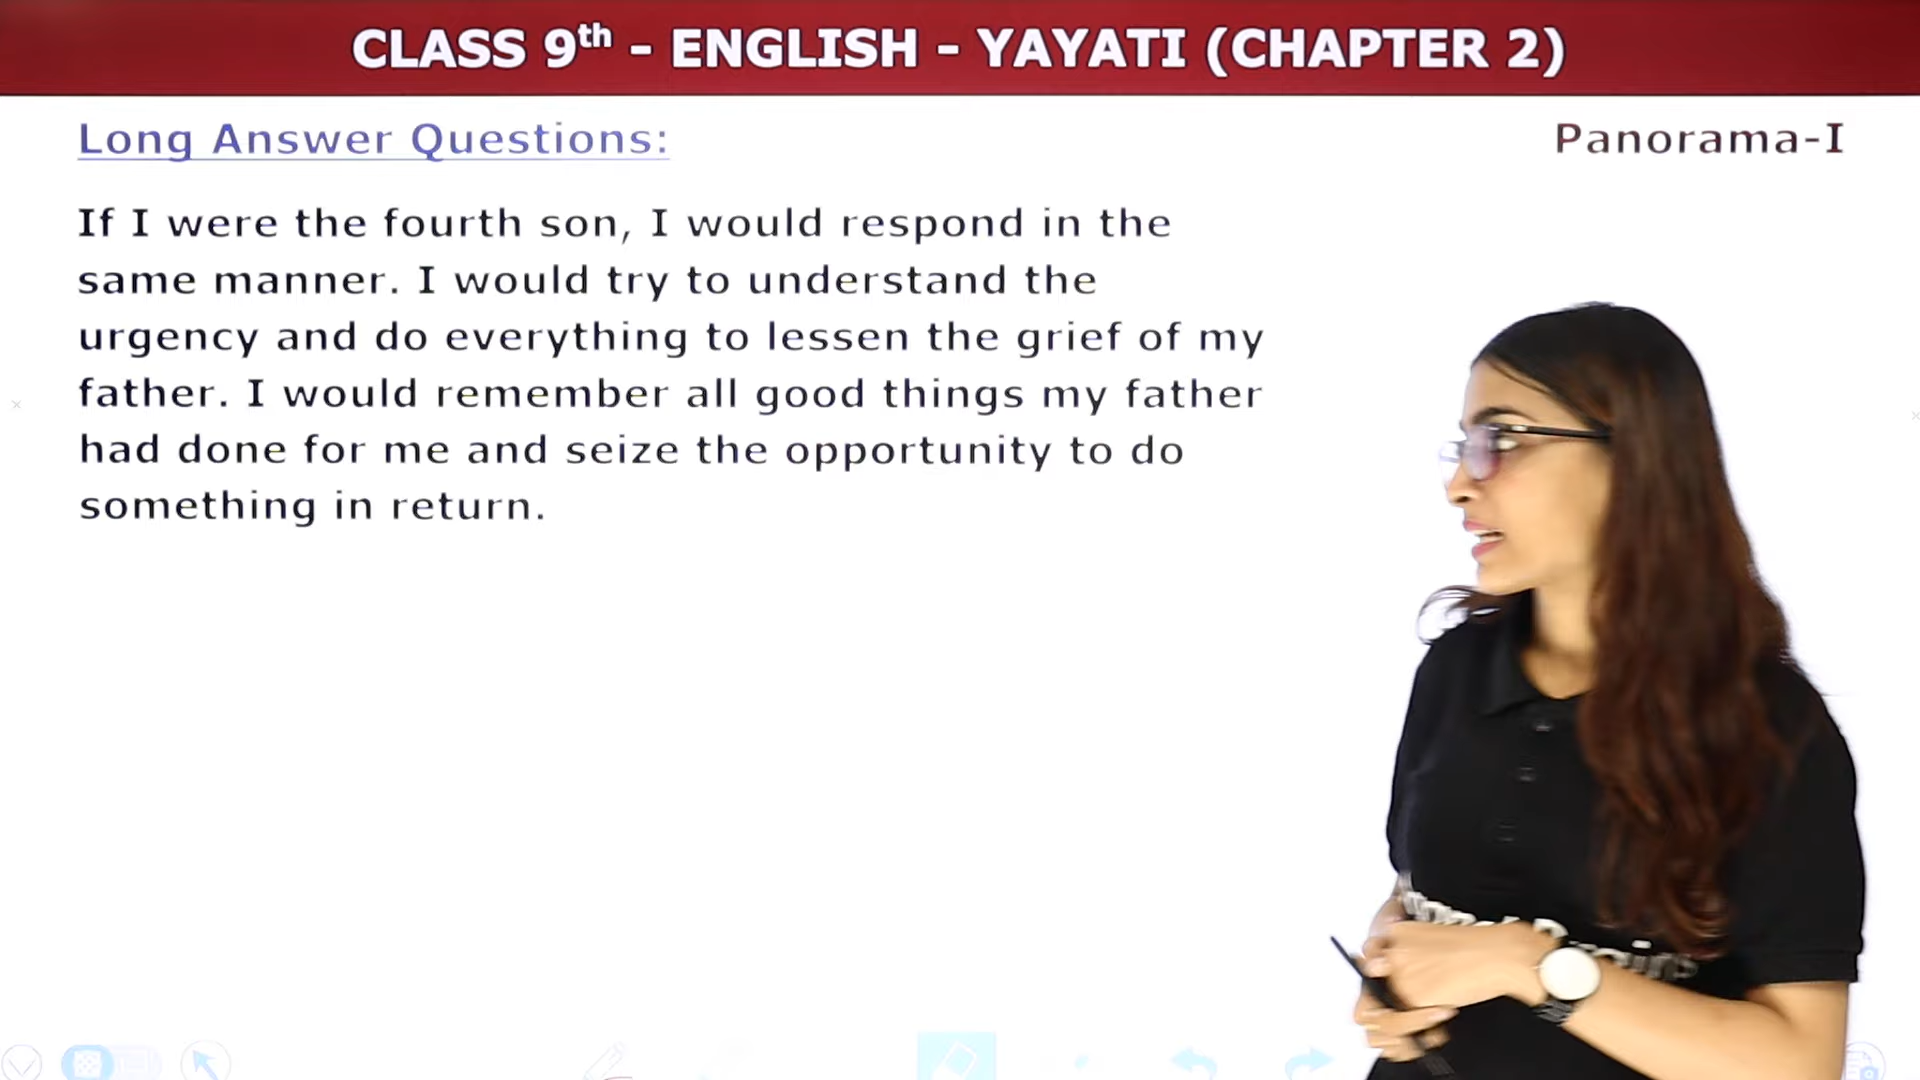 CLASS 9th - ENGLISH - YAYATI (CHAPTER 2)
Long Answer Questions:
Panorama-I
If I were the fourth son, I would respond in the
same manner. I would try to understand the
urgency and do everything to lessen the grief of my
father. I would remember all good things my father
had done for me and seize the opportunity to do
something in return.